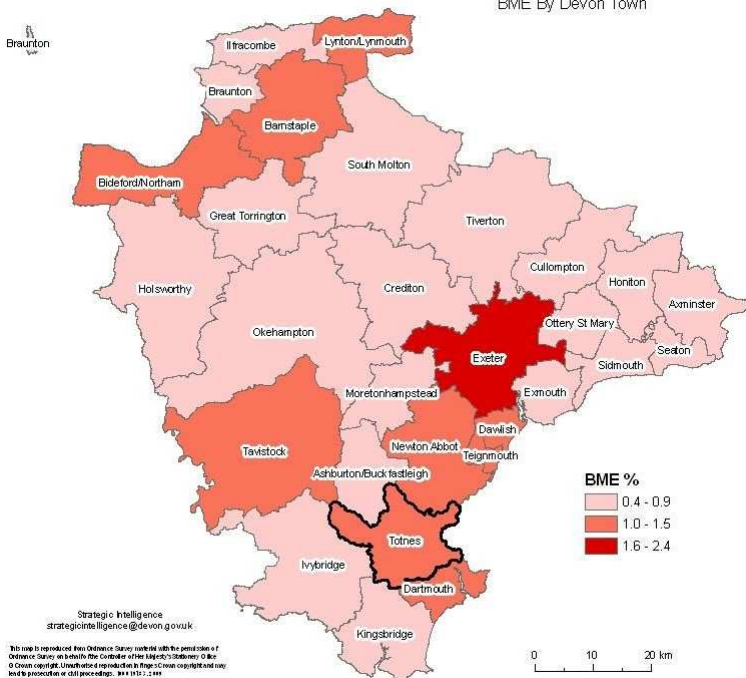 BME By Devon Town
Braunton
Ilfracombe
Lynton/Lynmouth
Braunton
Barnstaple
South Molton
Bideford/Northam
Great Torrington
Tiverton
Cullompton
Holsworthy
Crediton
Honiton
Axminster
Okehampton
Ottery St Mary
Exeter
Seaton
Sidmouth
Moretonhampstead
Exmouth
Dawlish
Newton Abbot
Tavistock
Teignmouth
Ashburton/Buckfastleigh
Totnes
Ivybridge
Dartmouth
Kingsbridge
BME %
0.4 - 0.9
1.0 - 1.5
1.6 - 2.4
Strategic Intelligence
strategicintelligence@devon.gov.uk
This map is reproduced from Ordnance Survey material with the permission of
Ordnance Survey on behalf of the Controller of Her Majesty's Stationery Office
© Crown copyright. Unauthorised reproduction infringes Crown copyright and may
lead to prosecution or civil proceedings.
0 10 20 km